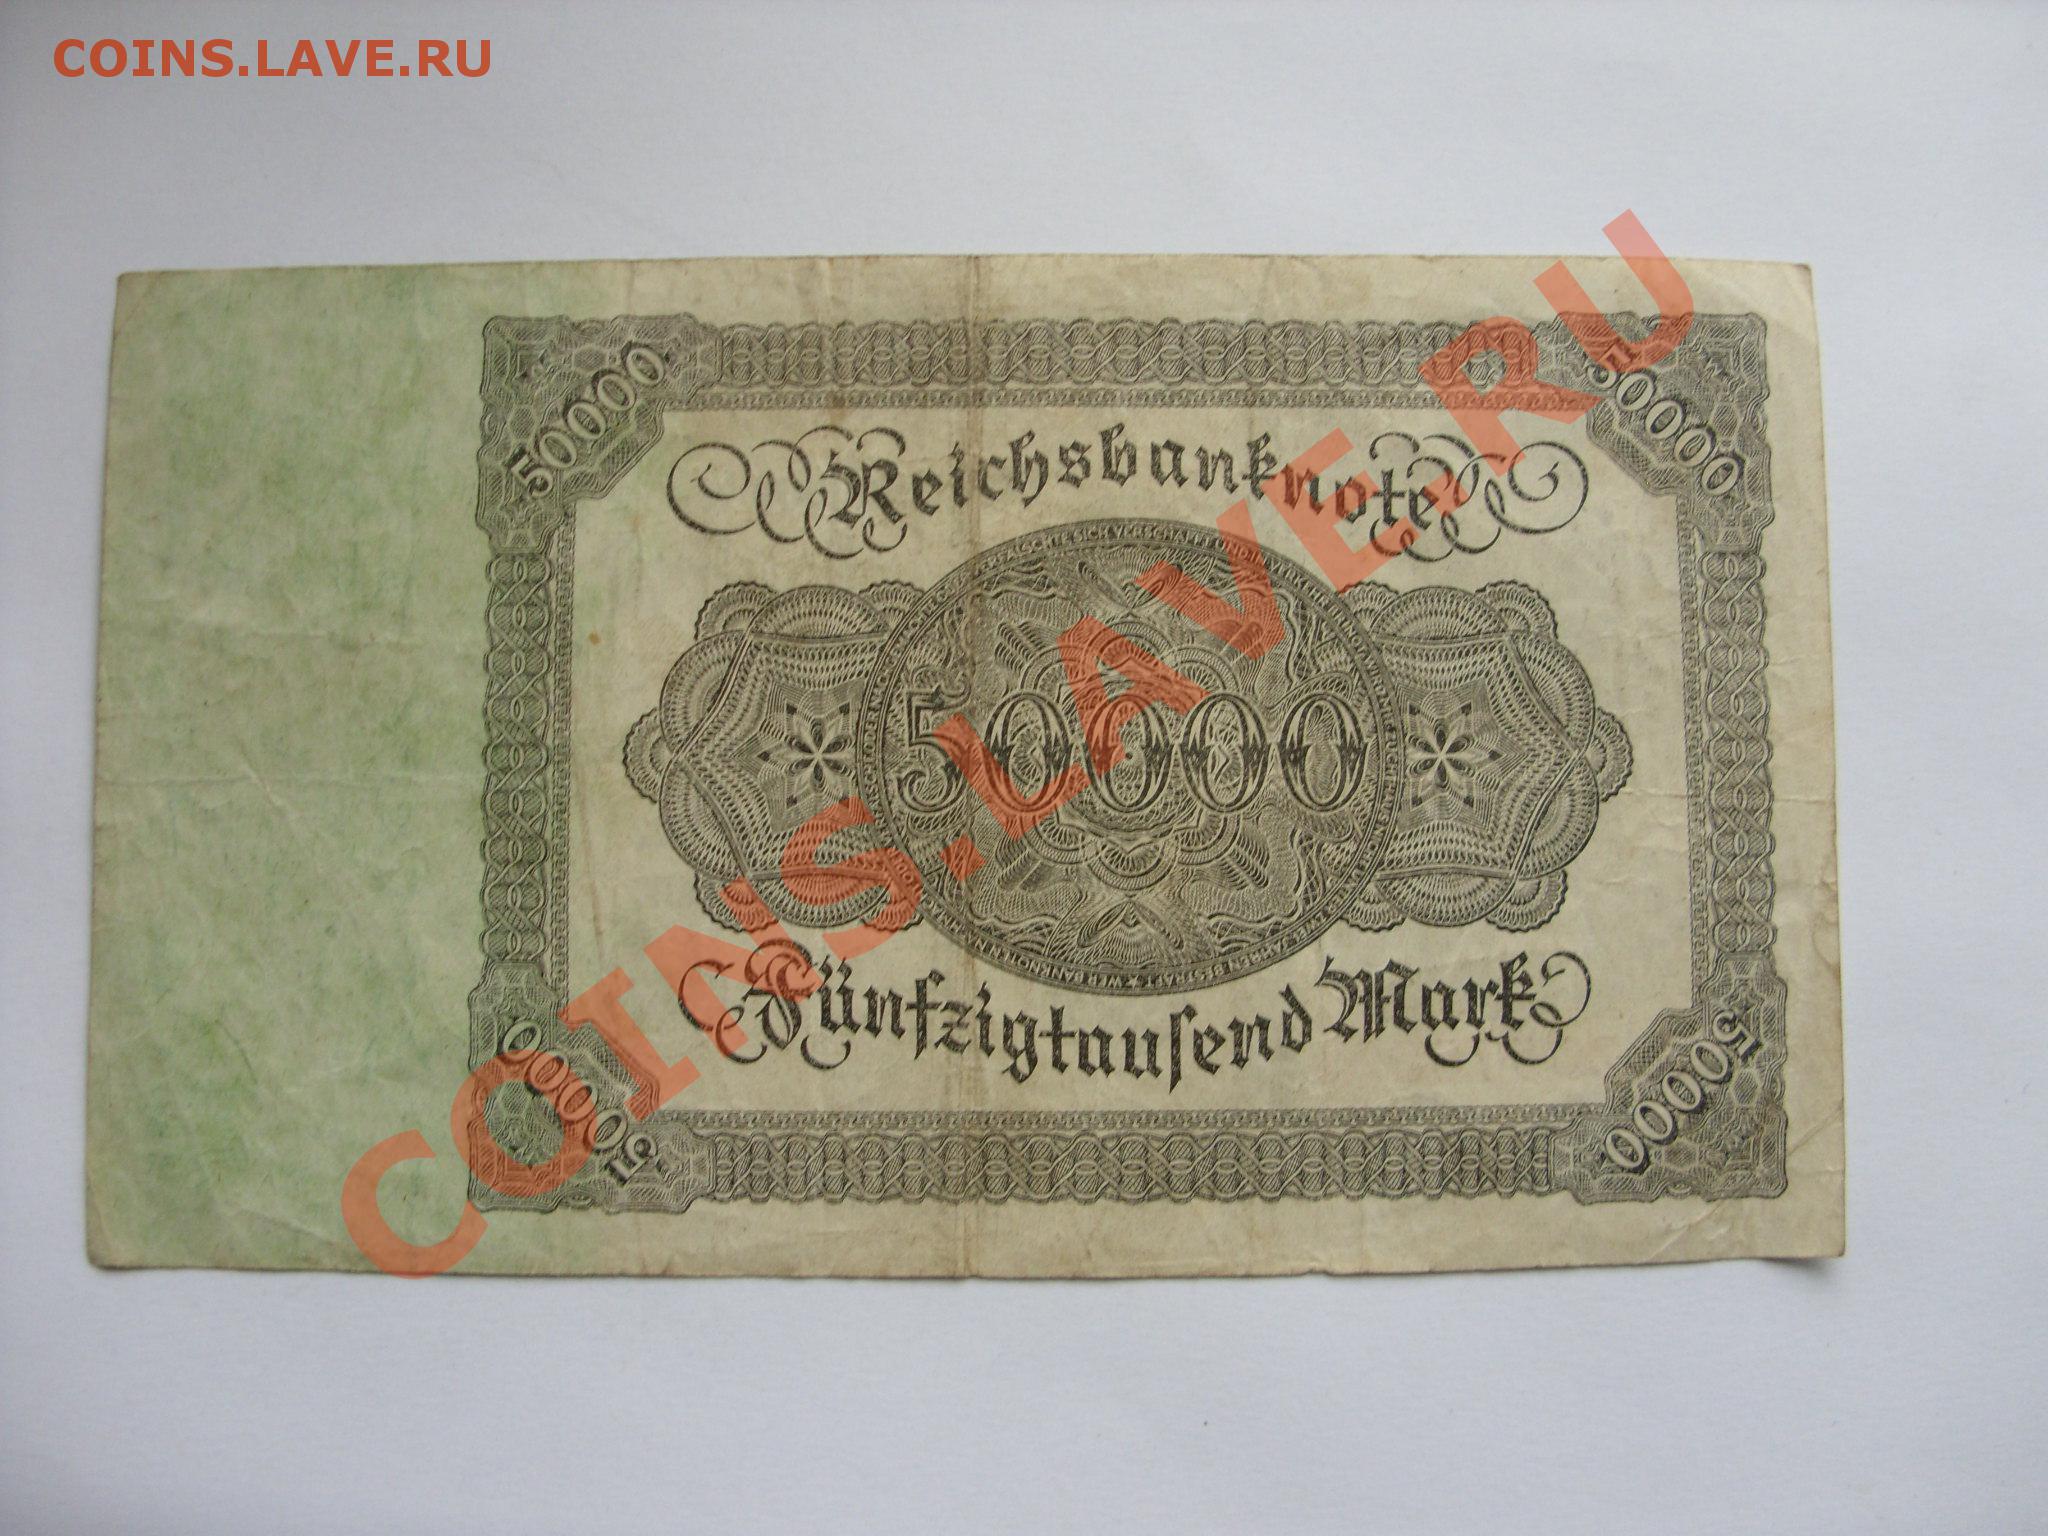 COINS.LAVE.RU
50000
50000
Reichsbanknote
50000
Fünfzigtausend Mark
50000
50000
COINS.LAVE.RU